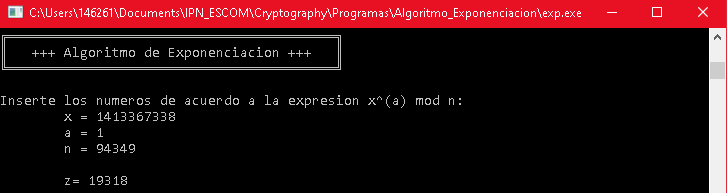 C:\Users\146261\Documents\IPN_ESCOM\Cryptography\Programas\Algoritmo_Exponenciacion\exp.exe
+++ Algoritmo de Exponenciacion +++
Inserte los numeros de acuerdo a la expresion x^(a) mod n:
x = 1413367338
a = 1
n = 94349
z= 19318